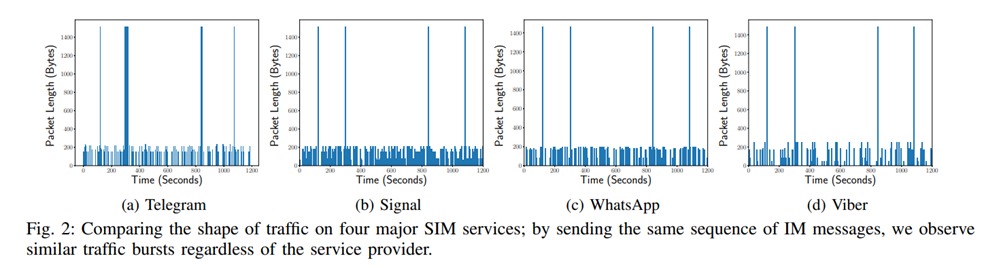 Packet Length (Bytes)
1400
1200
1000
800
600
400
200
0
0 200 400 600 800 1000 1200
Time (Seconds)
(a) Telegram
Packet Length (Bytes)
1400
1200
1000
800
600
400
200
0
0 200 400 600 800 1000 1200
Time (Seconds)
(b) Signal
Packet Length (Bytes)
1400
1200
1000
800
600
400
200
0
0 200 400 600 800 1000 1200
Time (Seconds)
(c) WhatsApp
Packet Length (Bytes)
1400
1200
1000
800
600
400
200
0
0 200 400 600 800 1000 1200
Time (Seconds)
(d) Viber
Fig. 2: Comparing the shape of traffic on four major SIM services; by sending the same sequence of IM messages, we observe
similar traffic bursts regardless of the service provider.